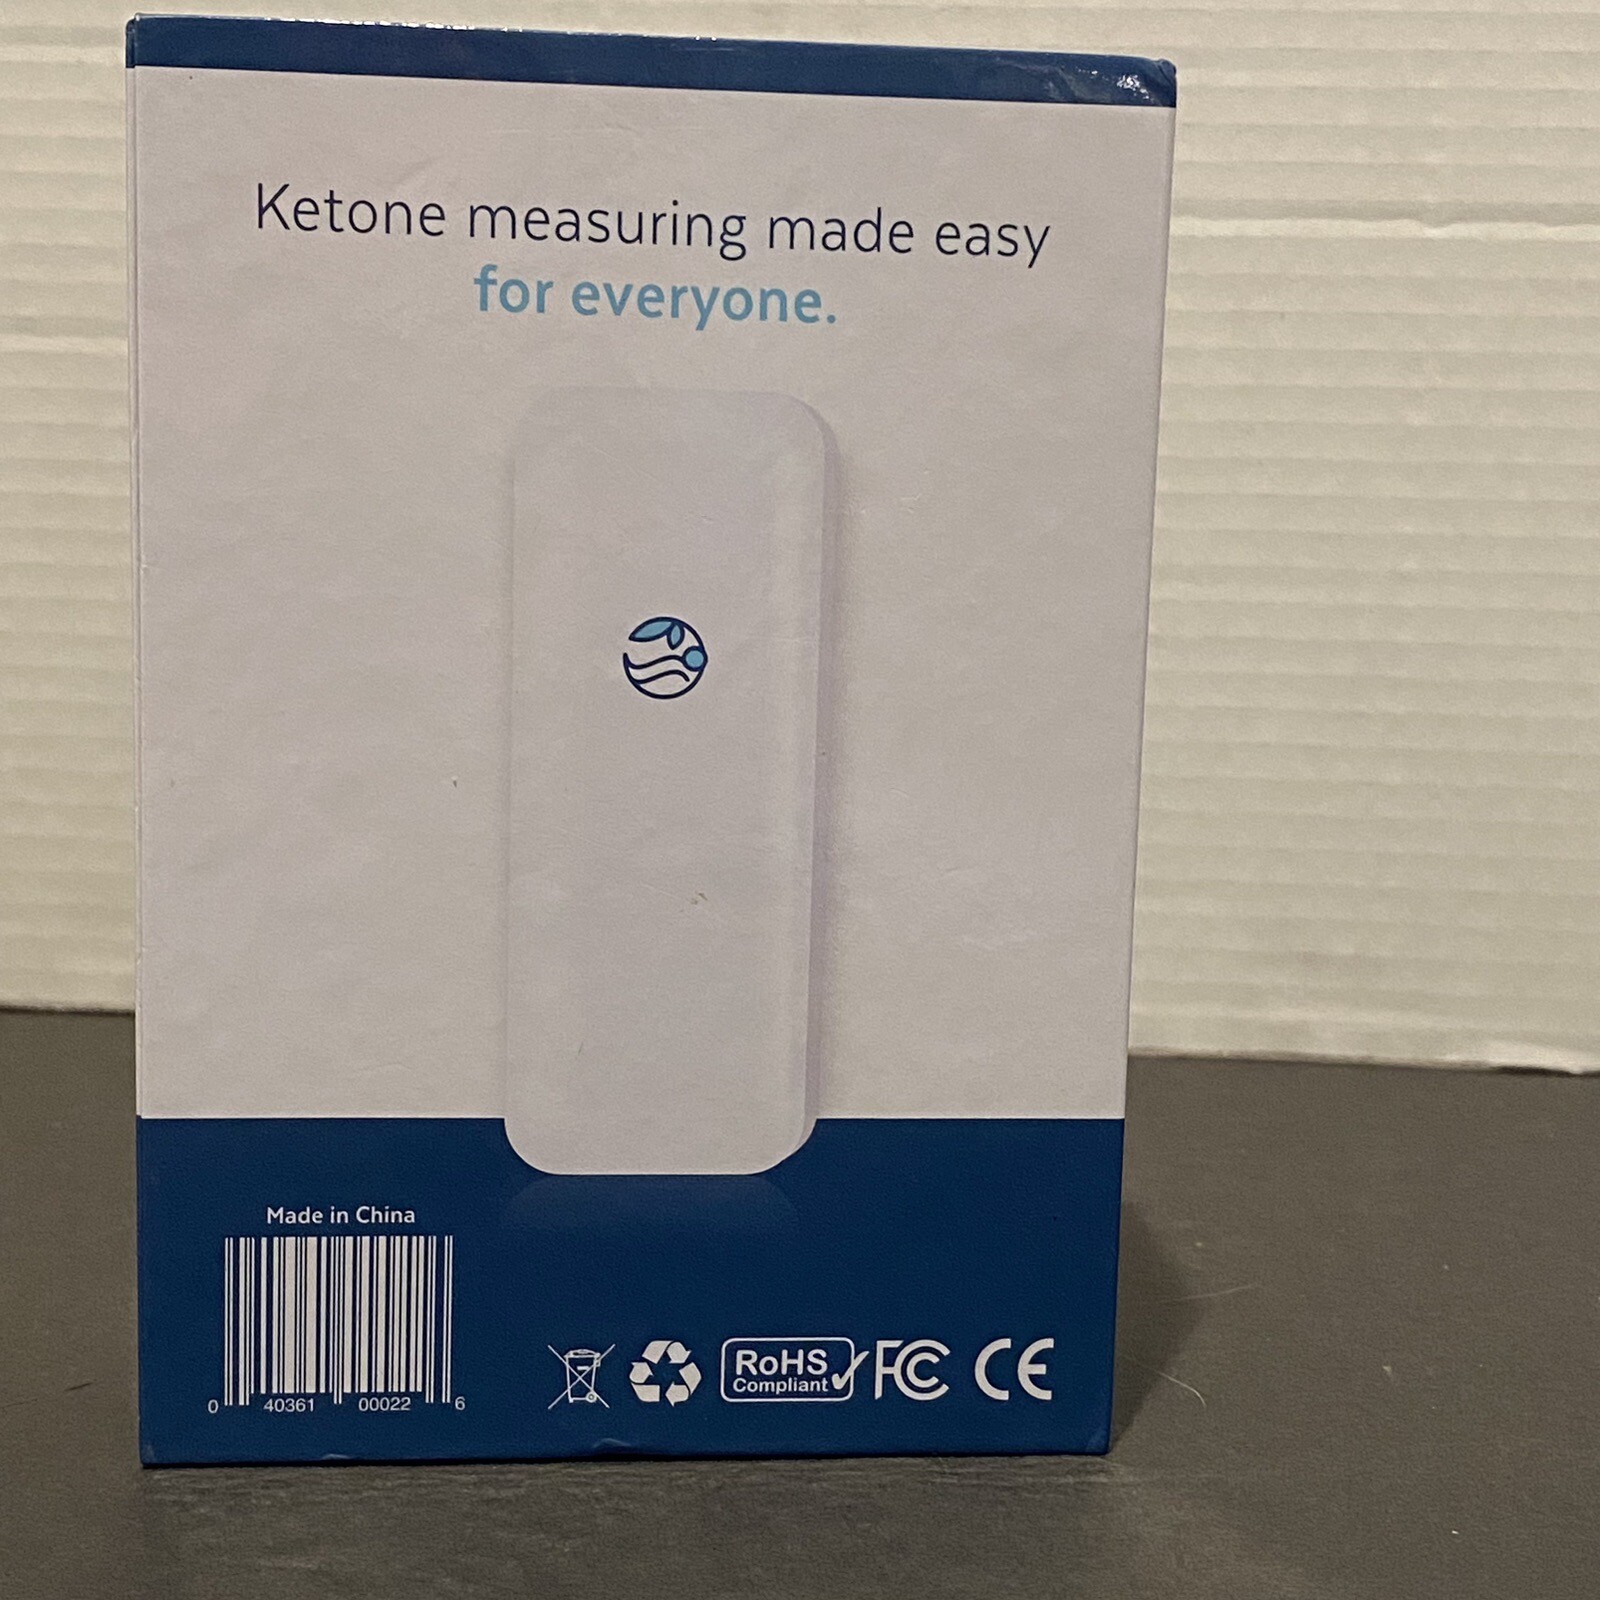 Ketone measuring made easy
for everyone.
Made in China
0 40361 00022 6
RoHS
Compliant
FC CE